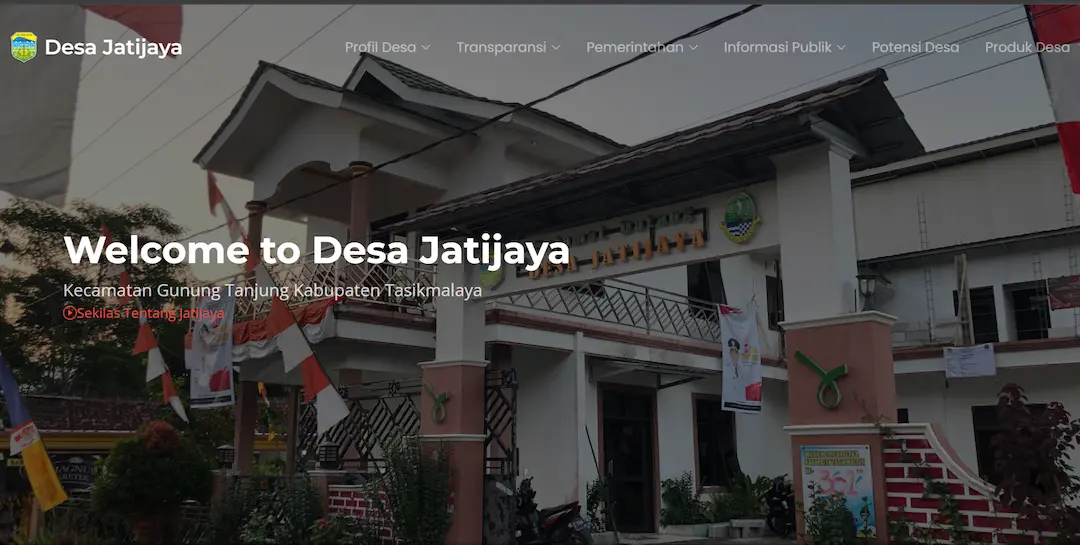 Desa Jatijaya
Profil Desa
Transparansi
Pemerintahan
Informasi Publik
Potensi Desa
Produk Desa
DESA JATIJAYA
Welcome to Desa Jatijaya
Kecamatan Gunung Tanjung Kabupaten Tasikmalaya
Sekilas Tentang Jatijaya